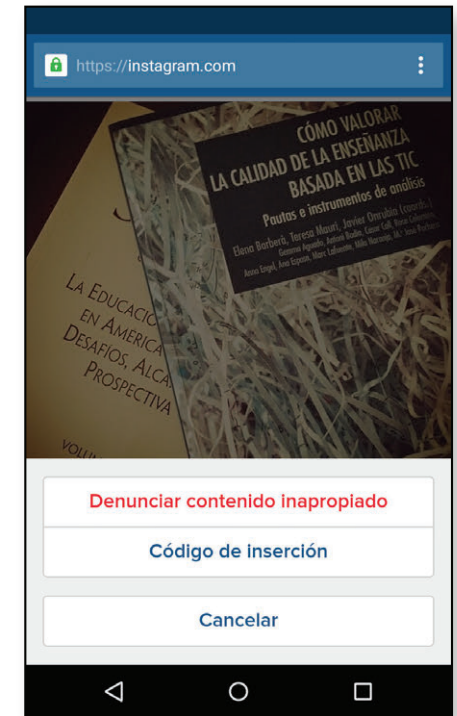 https://instagram.com
CÓMO VALORAR
LA CALIDAD DE LA ENSEÑANZA
BASADA EN LAS TIC
Pautas e instrumentos de análisis
Elena Barberà, Teresa Mauri, Javier Onrubia (coords.)
LA EDUCACIÓ
EN AMÉRICA
DESAFÍOS, ALCA
PROSPECTIVA
VOLU
Denunciar contenido inapropiado
Código de inserción
Cancelar